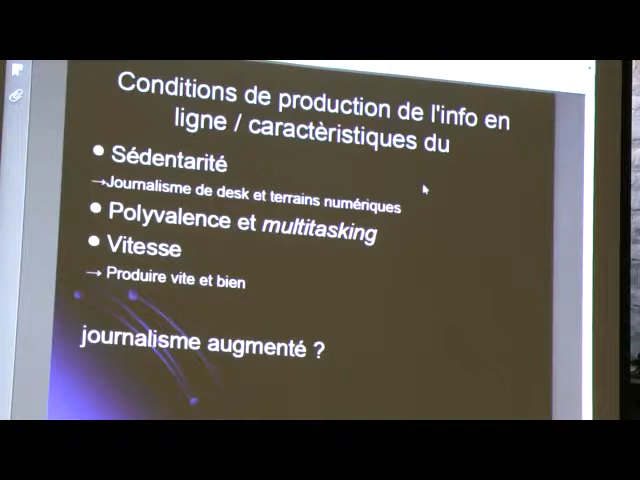 Conditions de production de l'info en
ligne / caractèristiques du
Sédentarité
→Journalisme de desk et terrains numériques
Polyvalence et multitasking
Vitesse
→ Produire vite et bien
journalisme augmenté ?